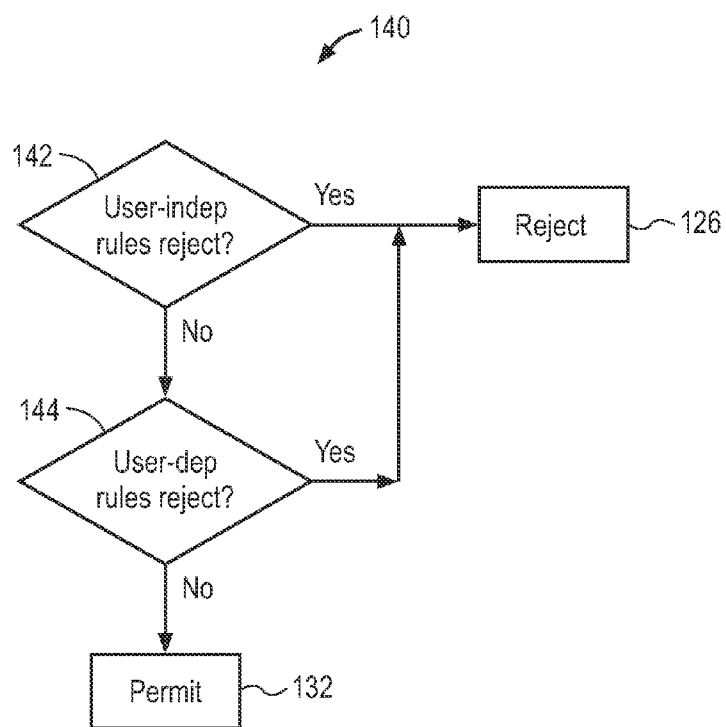 140
142
User-indep
rules reject?
Yes
Reject
126
No
144
User-dep
rules reject?
Yes
No
Permit
132